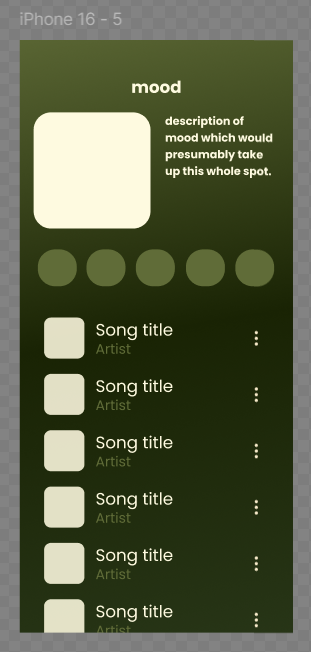 iPhone 16 - 5
mood
description of
mood which would
presumably take
up this whole spot.
Song title
Artist
Song title
Artist
Song title
Artist
Song title
Artist
Song title
Artist
Song title
Artist